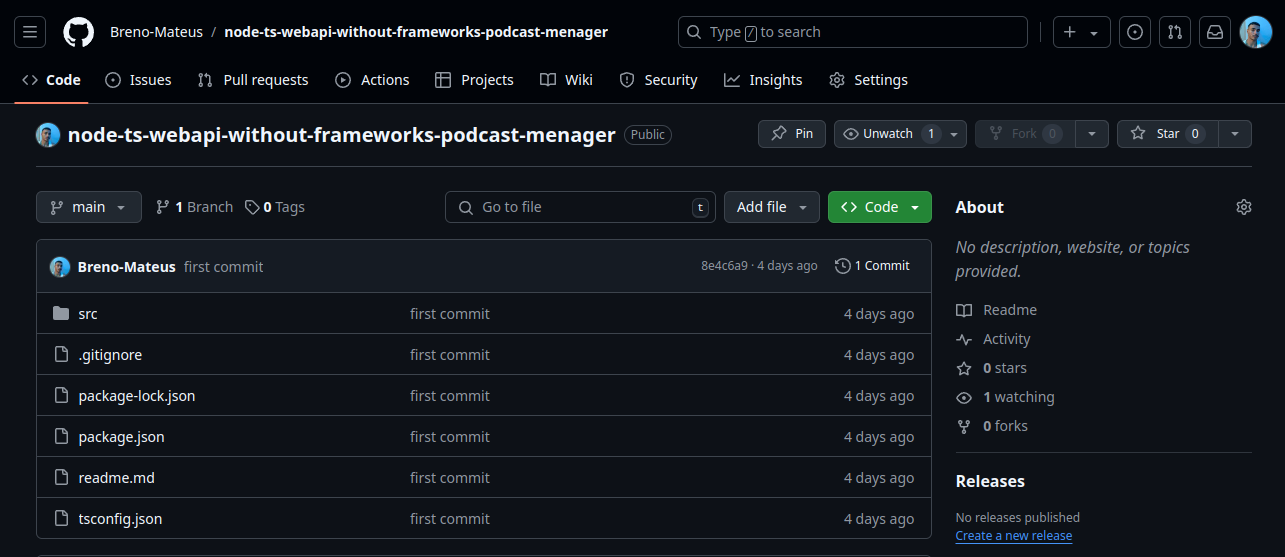 Breno-Mateus / node-ts-webapi-without-frameworks-podcast-menager Type / to search
Code Issues Pull requests Actions Projects Wiki Security Insights Settings
node-ts-webapi-without-frameworks-podcast-menager Public Pin Unwatch 1 Fork 0 Star 0
main 1 Branch 0 Tags Go to file t Add file Code
Breno-Mateus first commit 8e4c6a9 · 4 days ago 1 Commit
src first commit 4 days ago
.gitignore first commit 4 days ago
package-lock.json first commit 4 days ago
package.json first commit 4 days ago
readme.md first commit 4 days ago
tsconfig.json first commit 4 days ago
About
No description, website, or topics
provided.
Readme
Activity
0 stars
1 watching
0 forks
Releases
No releases published
Create a new release